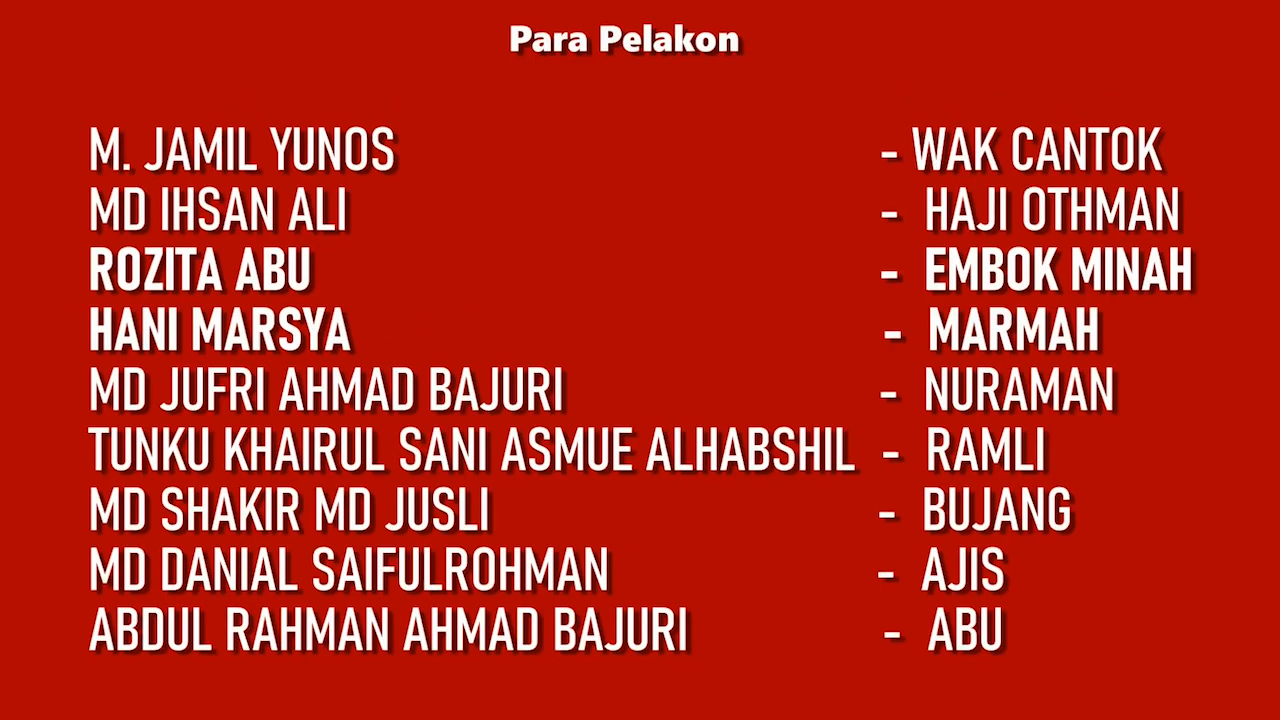 Para Pelakon
M. JAMIL YUNOS - WAK CANTOK
MD IHSAN ALI - HAJI OTHMAN
ROZITA ABU - EMBOK MINAH
HANI MARSYA - MARMAH
MD JUFRI AHMAD BAJURI - NURAMAN
TUNKU KHAIRUL SANI ASMUE ALHABSHIL - RAMLI
MD SHAKIR MD JUSLI - BUJANG
MD DANIAL SAIFULROHMAN - AJIS
ABDUL RAHMAN AHMAD BAJURI - ABU